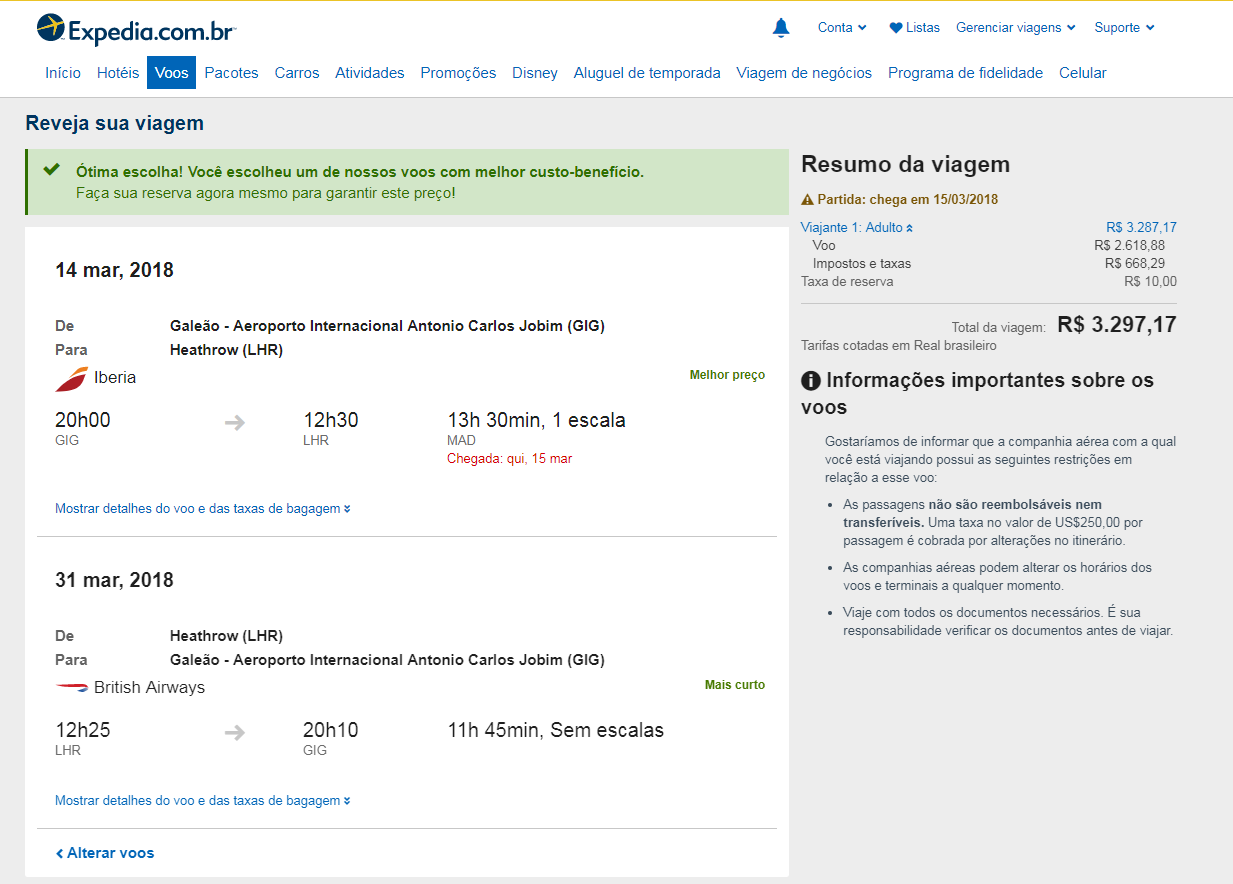 Expedia.com.br
Conta Listas Gerenciar viagens Suporte
Início Hotéis Voos Pacotes Carros Atividades Promoções Disney Aluguel de temporada Viagem de negócios Programa de fidelidade Celular
Reveja sua viagem
Ótima escolha! Você escolheu um de nossos voos com melhor custo-benefício.
Faça sua reserva agora mesmo para garantir este preço!
14 mar, 2018
De Galeão - Aeroporto Internacional Antonio Carlos Jobim (GIG)
Para Heathrow (LHR)
Iberia Melhor preço
20h00 12h30 13h 30min, 1 escala
GIG LHR MAD
Chegada: qui, 15 mar
Mostrar detalhes do voo e das taxas de bagagem
31 mar, 2018
De Heathrow (LHR)
Para Galeão - Aeroporto Internacional Antonio Carlos Jobim (GIG)
British Airways Mais curto
12h25 20h10 11h 45min, Sem escalas
LHR GIG
Mostrar detalhes do voo e das taxas de bagagem
Alterar voos
Resumo da viagem
Partida: chega em 15/03/2018
Viajante 1: Adulto R$ 3.287,17
Voo R$ 2.618,88
Impostos e taxas R$ 668,29
Taxa de reserva R$ 10,00
Total da viagem: R$ 3.297,17
Tarifas cotadas em Real brasileiro
Informações importantes sobre os
voos
Gostaríamos de informar que a companhia aérea com a qual
você está viajando possui as seguintes restrições em
relação a esse voo:
• As passagens não são reembolsáveis nem
transferíveis. Uma taxa no valor de US$250,00 por
passagem é cobrada por alterações no itinerário.
• As companhias aéreas podem alterar os horários dos
voos e terminais a qualquer momento.
• Viaje com todos os documentos necessários. É sua
responsabilidade verificar os documentos antes de viajar.